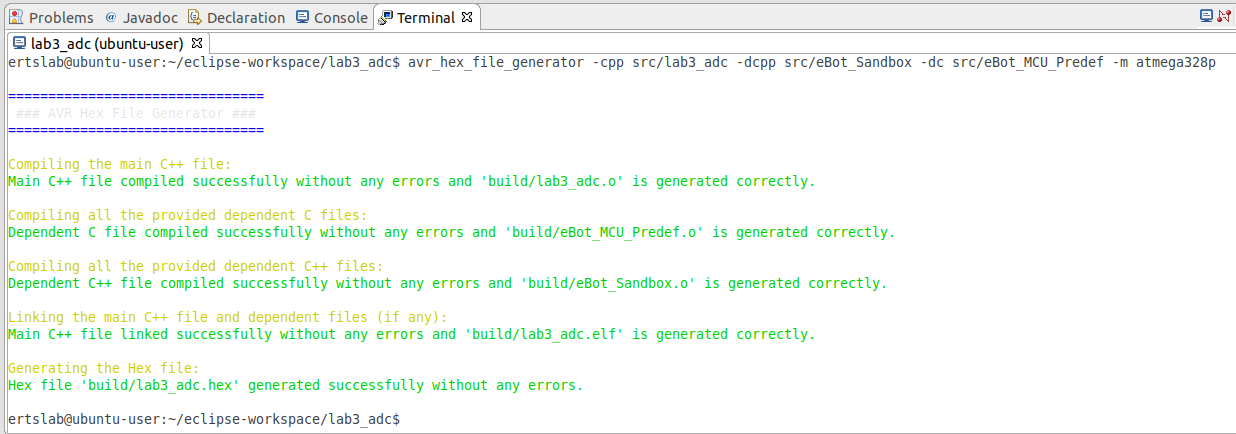 Problems @ Javadoc Declaration Console Terminal
lab3_adc (ubuntu-user)
ertslab@ubuntu-user:~/eclipse-workspace/lab3_adc$ avr_hex_file_generator -cpp src/lab3_adc -dcpp src/eBot_Sandbox -dc src/eBot_MCU_Predef -m atmega328p
================================
### AVR Hex File Generator ###
================================
Compiling the main C++ file:
Main C++ file compiled successfully without any errors and 'build/lab3_adc.o' is generated correctly.
Compiling all the provided dependent C files:
Dependent C file compiled successfully without any errors and 'build/eBot_MCU_Predef.o' is generated correctly.
Compiling all the provided dependent C++ files:
Dependent C++ file compiled successfully without any errors and 'build/eBot_Sandbox.o' is generated correctly.
Linking the main C++ file and dependent files (if any):
Main C++ file linked successfully without any errors and 'build/lab3_adc.elf' is generated correctly.
Generating the Hex file:
Hex file 'build/lab3_adc.hex' generated successfully without any errors.
ertslab@ubuntu-user:~/eclipse-workspace/lab3_adc$